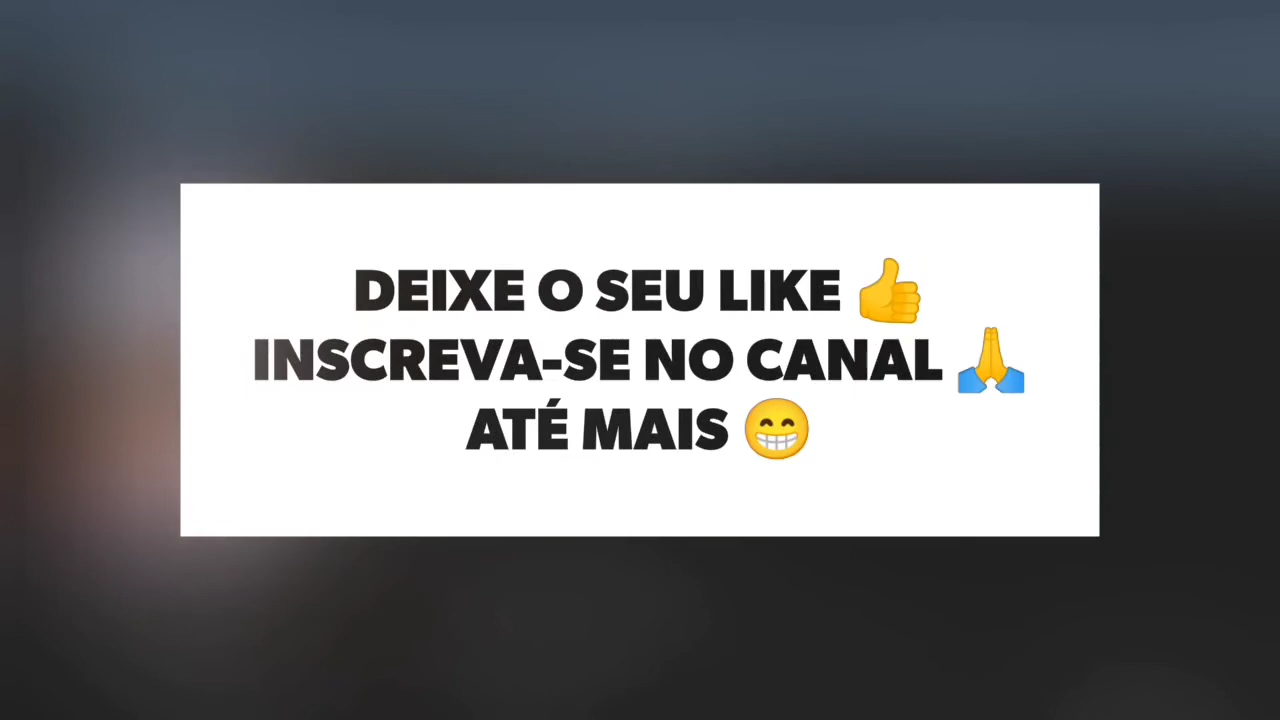 DEIXE O SEU LIKE 👍
INSCREVA-SE NO CANAL 🙏
ATÉ MAIS 😁